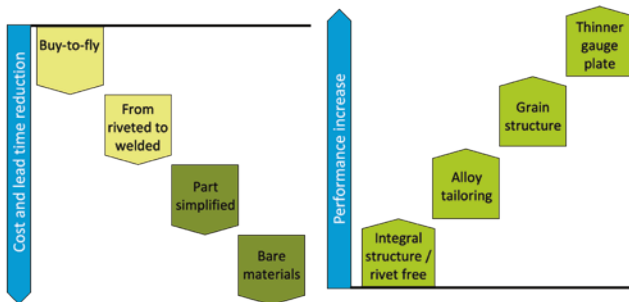 Cost and lead time reduction
Buy-to-fly
From
riveted to
welded
Part
simplified
Bare
materials
Performance increase
Thinner
gauge
plate
Grain
structure
Alloy
tailoring
Integral
structure /
rivet free